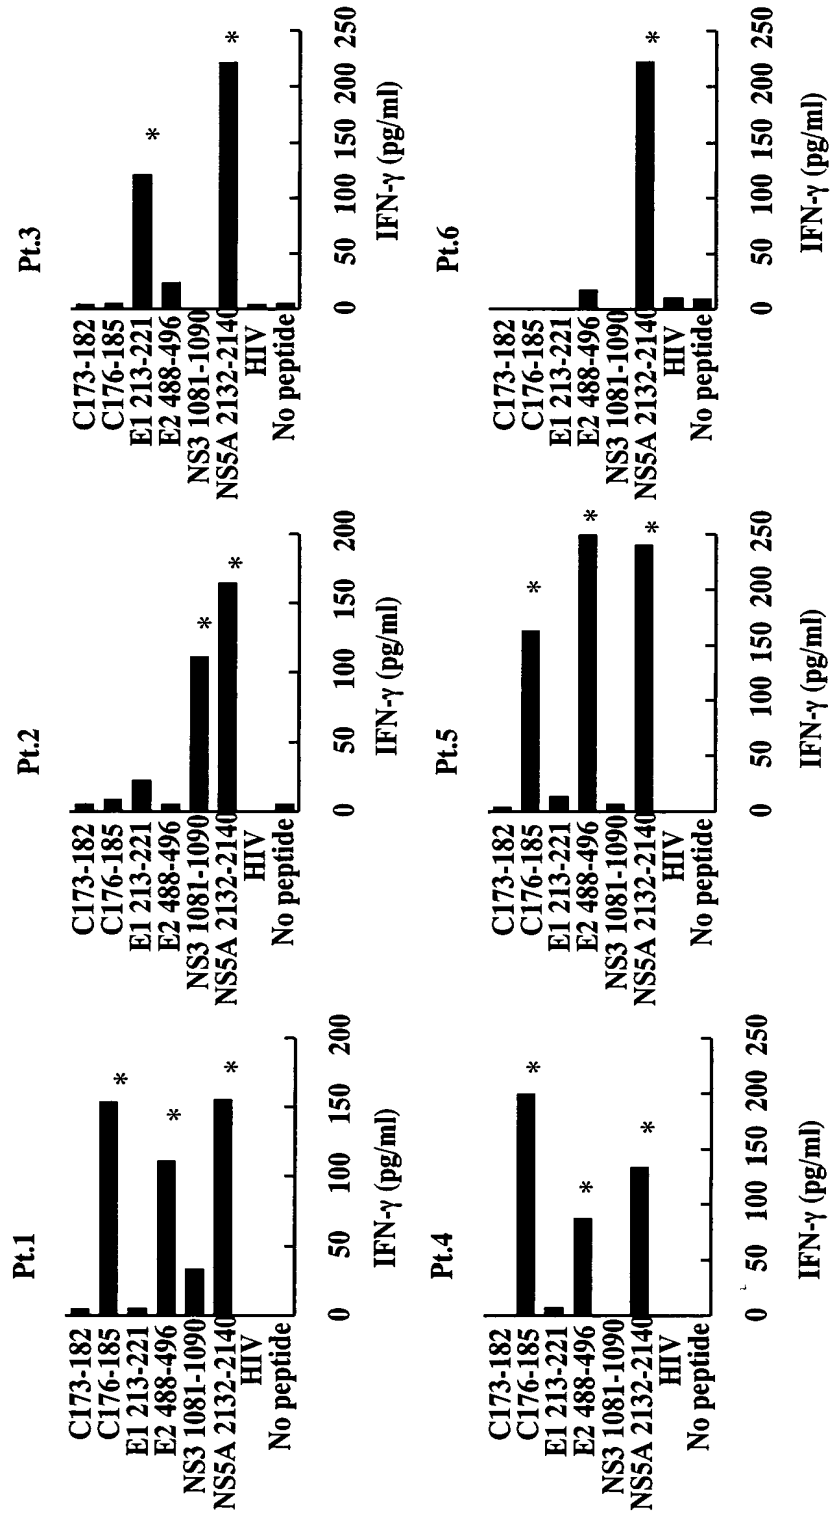 Pt.1
C173-182
C176-185
E1 213-221
E2 488-496
NS3 1081-1090
NS5A 2132-2140
HIV
No peptide
0 50 100 150 200
IFN-γ (pg/ml)
*
*
*
Pt.2
C173-182
C176-185
E1 213-221
E2 488-496
NS3 1081-1090
NS5A 2132-2140
HIV
No peptide
0 50 100 150 200
IFN-γ (pg/ml)
*
*
Pt.3
C173-182
C176-185
E1 213-221
E2 488-496
NS3 1081-1090
NS5A 2132-2140
HIV
No peptide
0 50 100 150 200 250
IFN-γ (pg/ml)
*
*
Pt.4
C173-182
C176-185
E1 213-221
E2 488-496
NS3 1081-1090
NS5A 2132-2140
HIV
No peptide
0 50 100 150 200 250
IFN-γ (pg/ml)
*
*
*
Pt.5
C173-182
C176-185
E1 213-221
E2 488-496
NS3 1081-1090
NS5A 2132-2140
HIV
No peptide
0 50 100 150 200 250
IFN-γ (pg/ml)
*
*
*
Pt.6
C173-182
C176-185
E1 213-221
E2 488-496
NS3 1081-1090
NS5A 2132-2140
HIV
No peptide
0 50 100 150 200 250
IFN-γ (pg/ml)
*